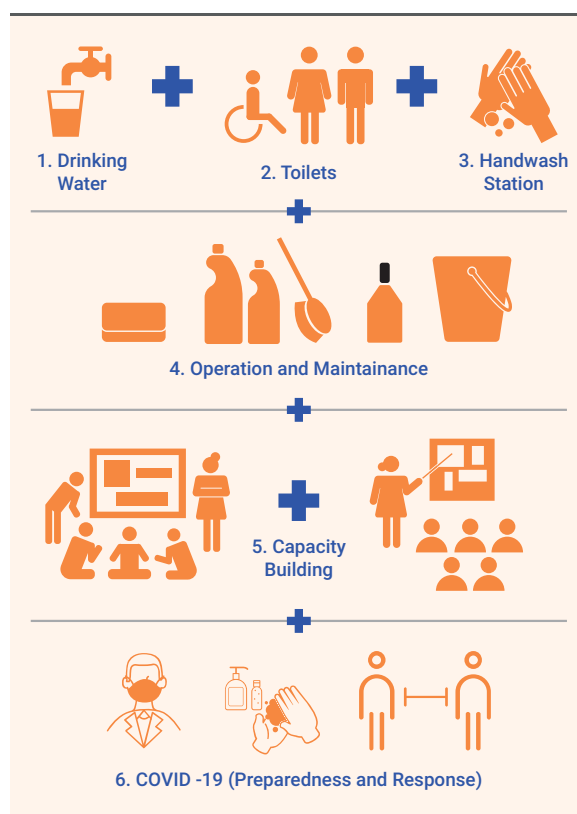 1. Drinking
Water
2. Toilets
3. Handwash
Station
4. Operation and Maintainance
5. Capacity
Building
6. COVID -19 (Preparedness and Response)